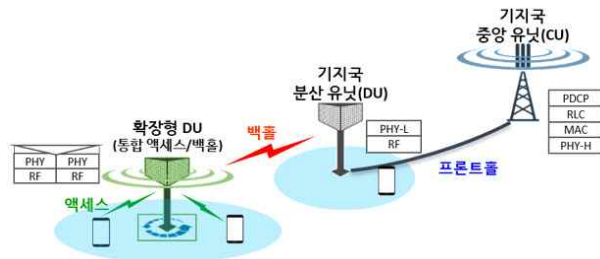 기지국
중앙 유닛(CU)
PDCP
RLC
MAC
PHY-H
기지국
분산 유닛(DU)
PHY-L
RF
프론트홀
백홀
확장형 DU
(통합 액세스/백홀)
PHY PHY
RF RF
액세스